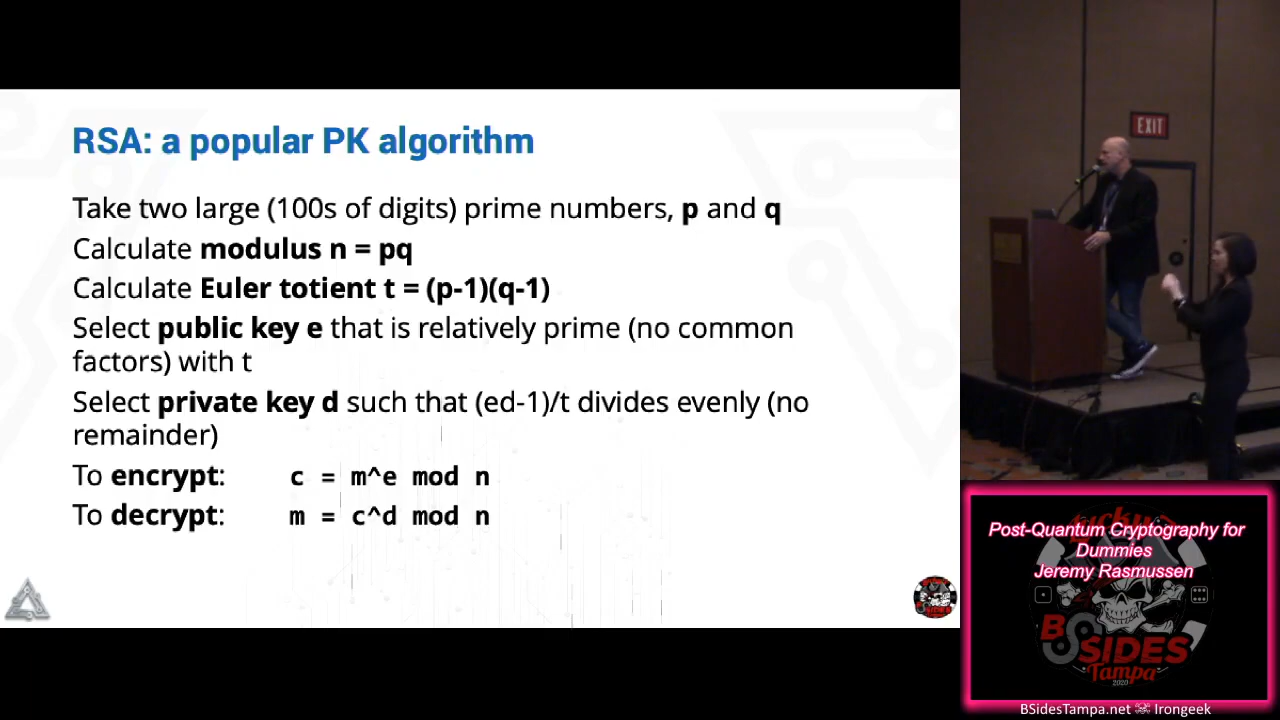 RSA: a popular PK algorithm
Take two large (100s of digits) prime numbers, p and q
Calculate modulus n = pq
Calculate Euler totient t = (p-1)(q-1)
Select public key e that is relatively prime (no common
factors) with t
Select private key d such that (ed-1)/t divides evenly (no
remainder)
To encrypt: c = m^e mod n
To decrypt: m = c^d mod n
EXIT
Post-Quantum Cryptography for
Dummies
Jeremy Rasmussen
BSIDES
Tampa
2020
BSidesTampa.net Irongeek